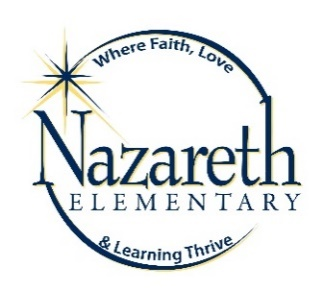 Where Faith, Love
Nazareth
ELEMENTARY
& Learning Thrive